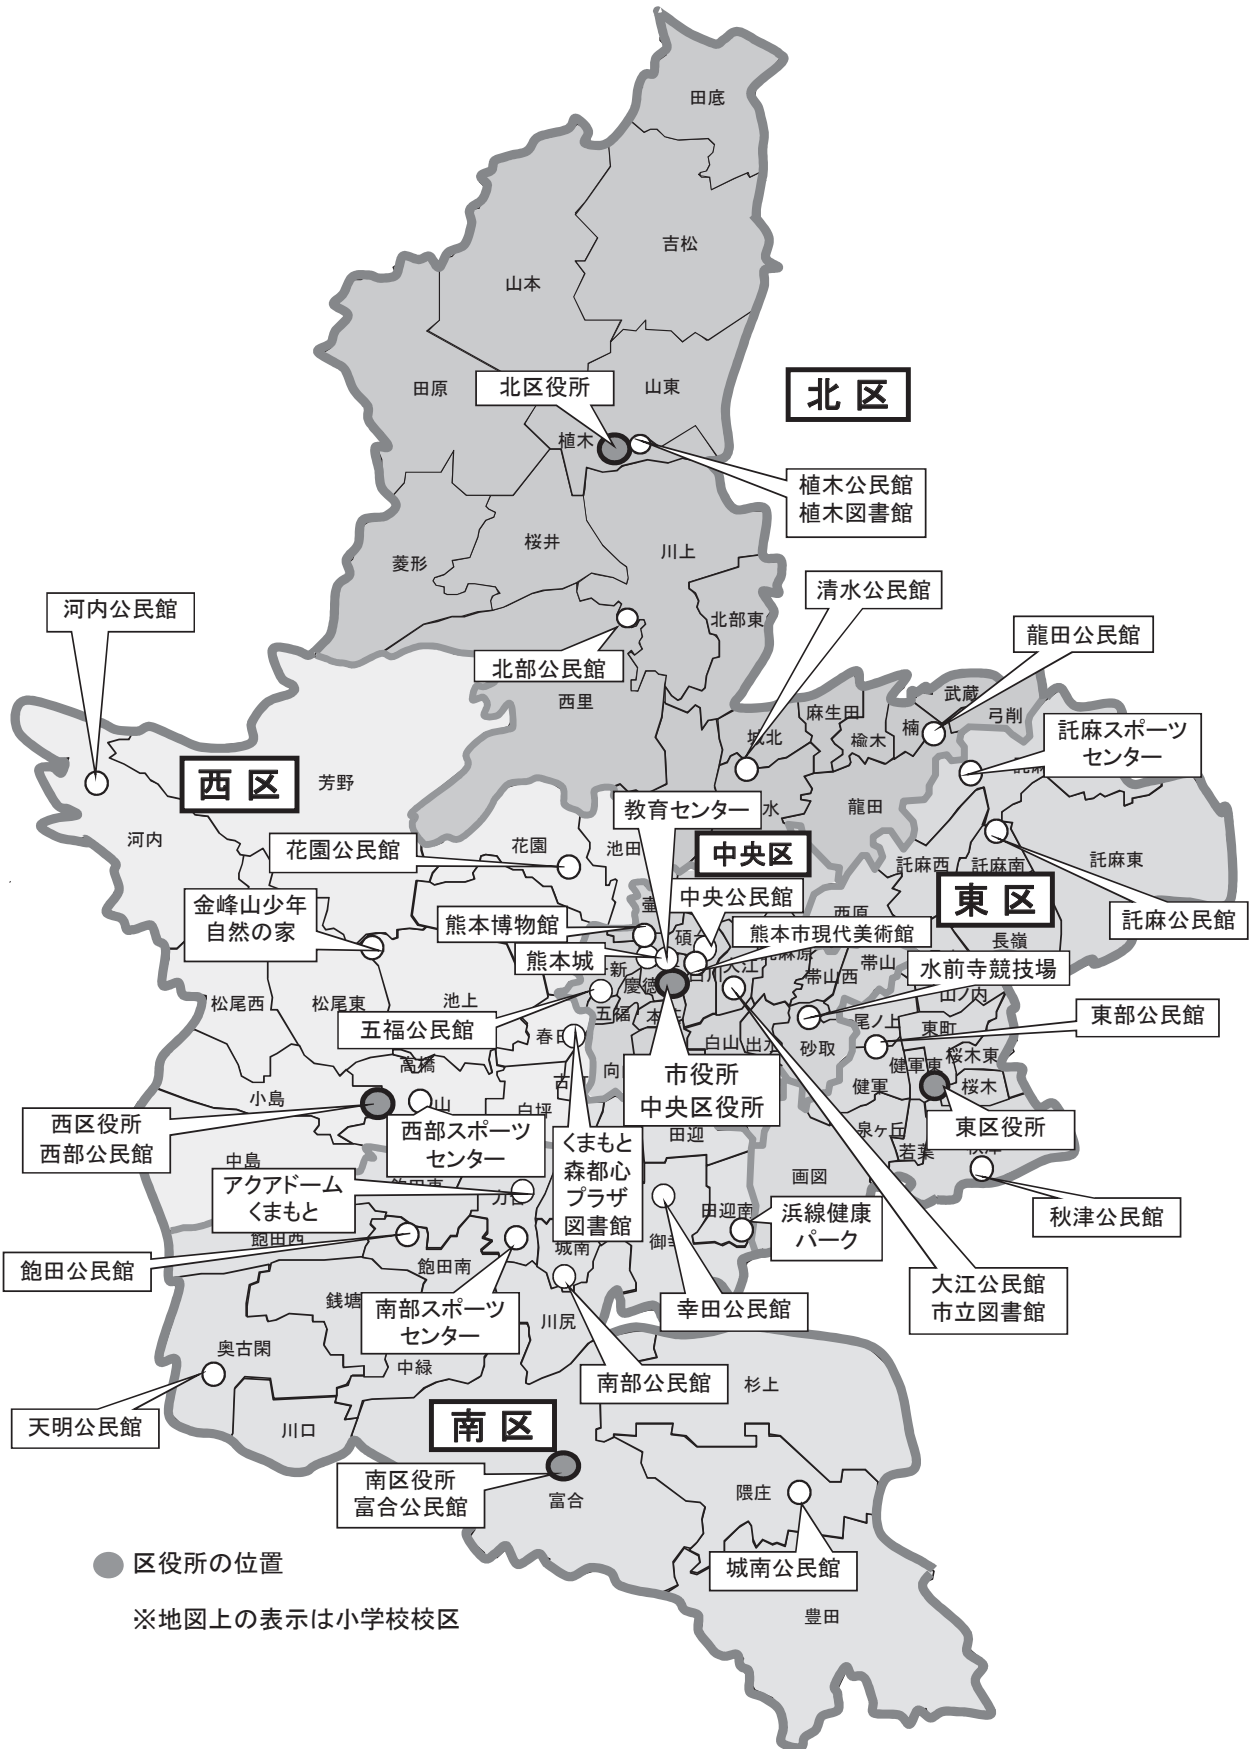 田底
吉松
山本
田原
北区役所
山東
北区
植木
植木公民館
植木図書館
桜井
川上
菱形
清水公民館
河内公民館
北部東
龍田公民館
北部公民館
西里
武蔵
麻生田
弓削
楠
城北
楡木
託麻スポーツ
センター
西区
芳野
教育センター
水
龍田
河内
花園公民館
花園
池田
中央区
託麻西
託麻南
託麻東
金峰山少年
自然の家
中央公民館
東区
熊本博物館
西原
託麻公民館
熊本市現代美術館
長嶺
熊本城
帯山
帯山西
水前寺競技場
慶徳
大江
山ノ内
松尾西
松尾東
池上
五福公民館
五福
尾ノ上
東町
東部公民館
白山
出水
砂取
高橋
健軍東
桜木東
小島
市役所
中央区役所
健軍
桜木
西区役所
西部公民館
白坪
西部スポーツ
センター
くまもと
森都心
プラザ
図書館
田迎
泉ヶ丘
東区役所
若葉
中島
画図
アクアドーム
くまもと
田迎南
浜線健康
パーク
秋津公民館
飽田西
飽田公民館
飽田南
城南
大江公民館
市立図書館
銭塘
南部スポーツ
センター
川尻
幸田公民館
奥古閑
中緑
南部公民館
杉上
天明公民館
川口
南区
南区役所
富合公民館
富合
隈庄
城南公民館
区役所の位置
豊田
※地図上の表示は小学校校区